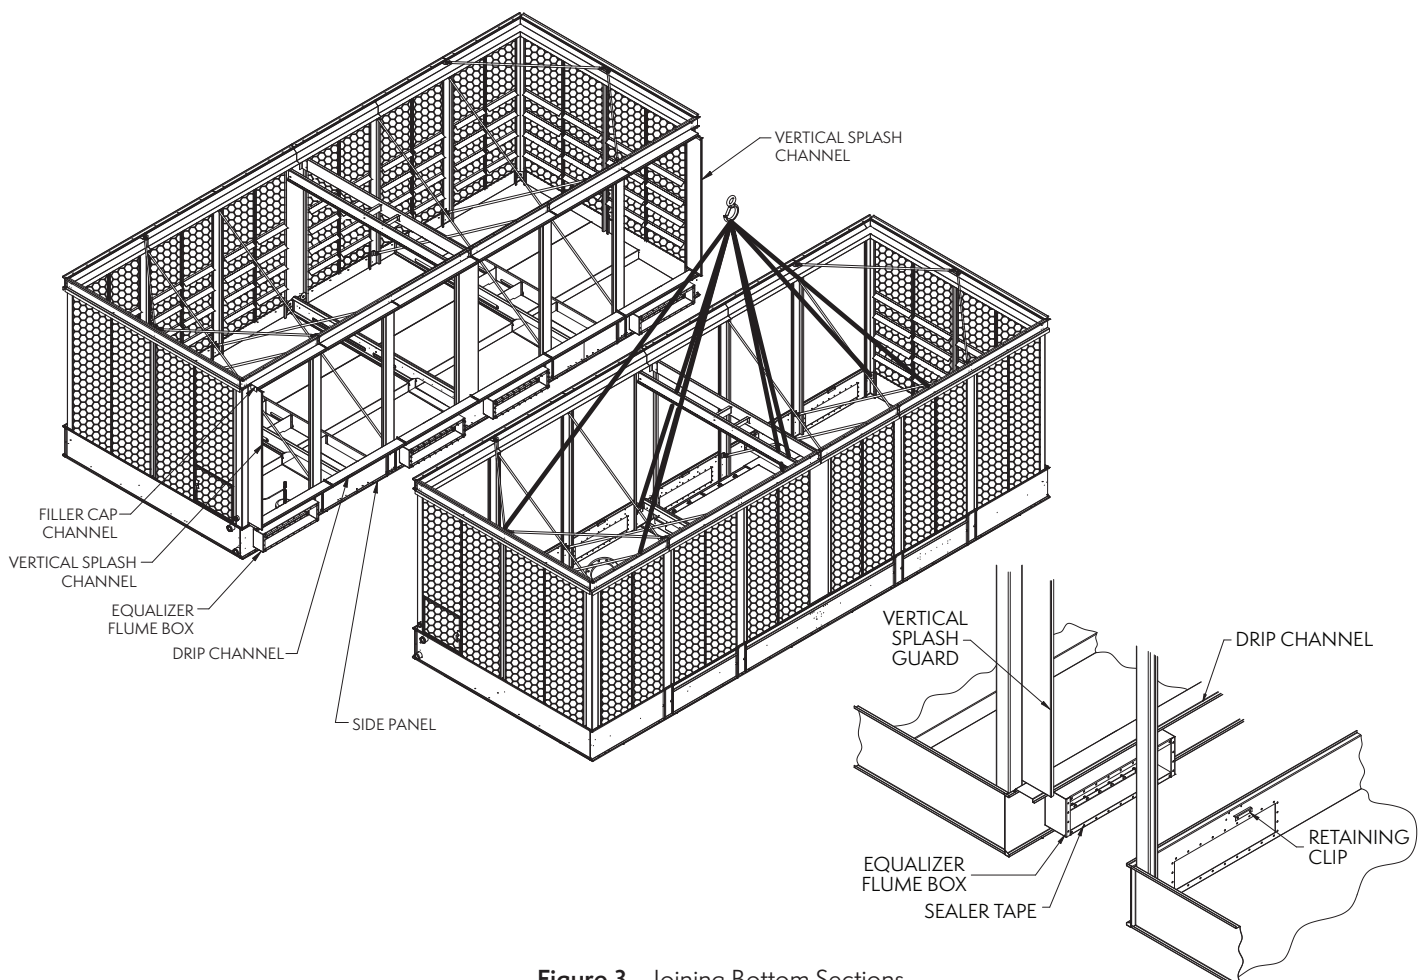 VERTICAL SPLASH
CHANNEL
FILLER CAP
CHANNEL
VERTICAL SPLASH
CHANNEL
EQUALIZER
FLUME BOX
DRIP CHANNEL
SIDE PANEL
VERTICAL
SPLASH
GUARD
DRIP CHANNEL
RETAINING
CLIP
EQUALIZER
FLUME BOX
SEALER TAPE
Figure 3 Joining Bottom Sections